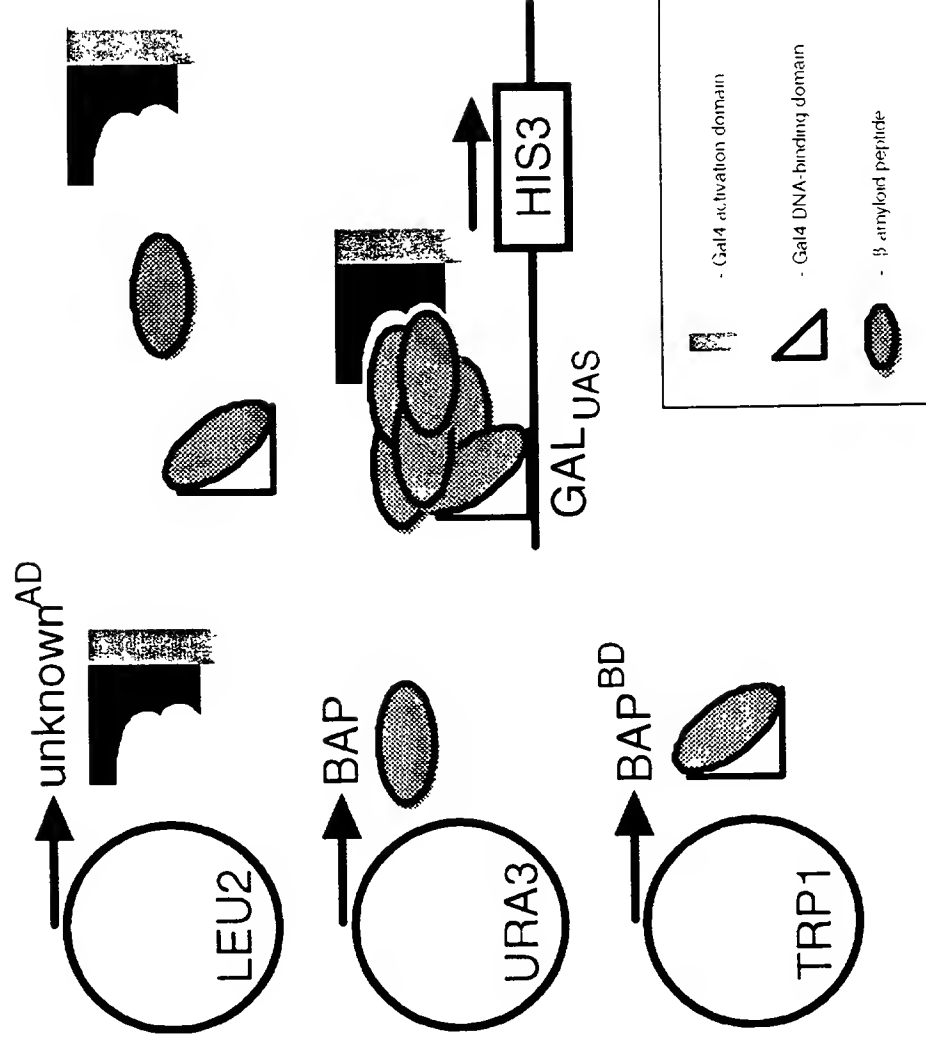 unknown^AD
LEU2
BAP
URA3
BAP^BD
TRP1
HIS3
GAL_UAS
- Gal4 activation domain
- Gal4 DNA-binding domain
- β amyloid peptide